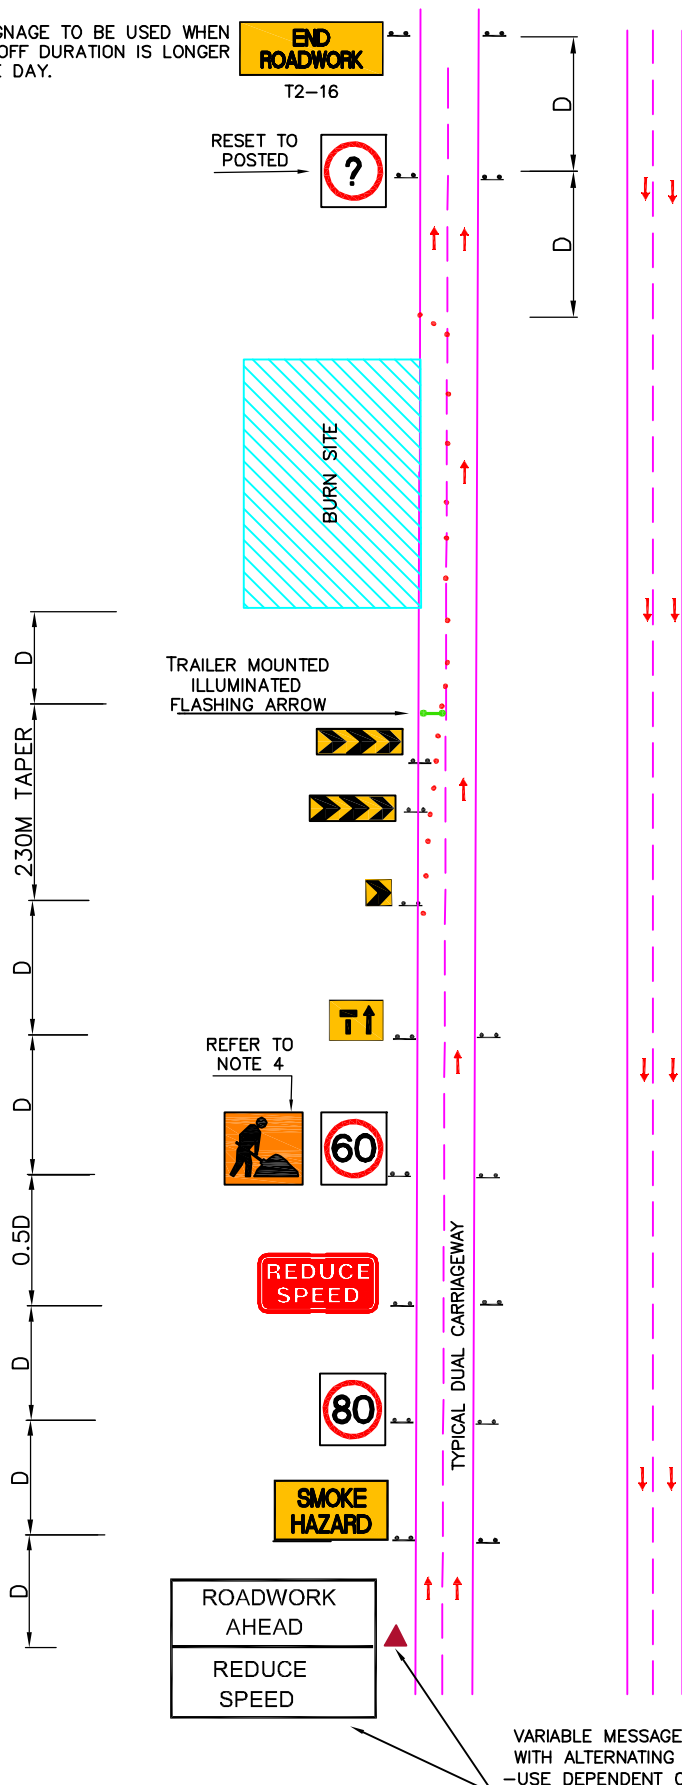 GNAGE TO BE USED WHEN
OFF DURATION IS LONGER
DAY.
END
ROADWORK
T2-16
D
RESET TO
POSTED
?
D
BURN SITE
D
TRAILER MOUNTED
ILLUMINATED
FLASHING ARROW
230M TAPER
D
REFER TO
NOTE 4
D
60
0.5D
REDUCE
SPEED
TYPICAL DUAL CARRIAGEWAY
D
80
D
SMOKE
HAZARD
D
ROADWORK
AHEAD
REDUCE
SPEED
VARIABLE MESSAGE
WITH ALTERNATING
-USE DEPENDENT